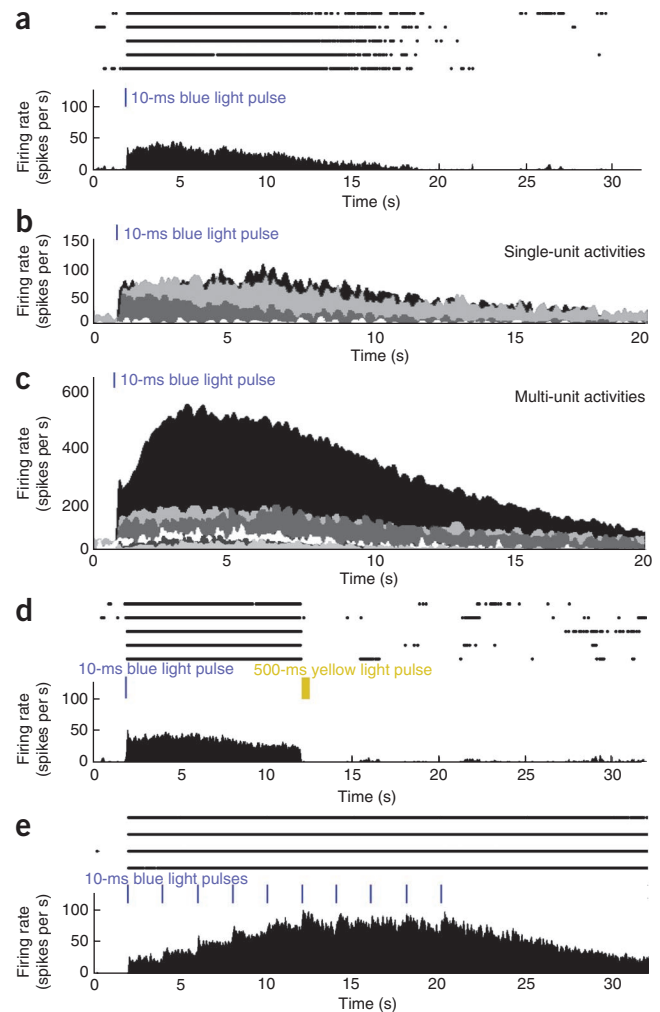 a
10-ms blue light pulse
Firing rate
(spikes per s)
100
50
0
0 5 10 15 20 25 30
Time (s)
b
10-ms blue light pulse
Single-unit activities
Firing rate
(spikes per s)
150
100
50
0
0 5 10 15 20
Time (s)
c
10-ms blue light pulse
Multi-unit activities
Firing rate
(spikes per s)
600
400
200
0
0 5 10 15 20
Time (s)
d
10-ms blue light pulse
500-ms yellow light pulse
Firing rate
(spikes per s)
100
50
0
0 5 10 15 20 25 30
Time (s)
e
10-ms blue light pulses
Firing rate
(spikes per s)
100
50
0
0 5 10 15 20 25 30
Time (s)